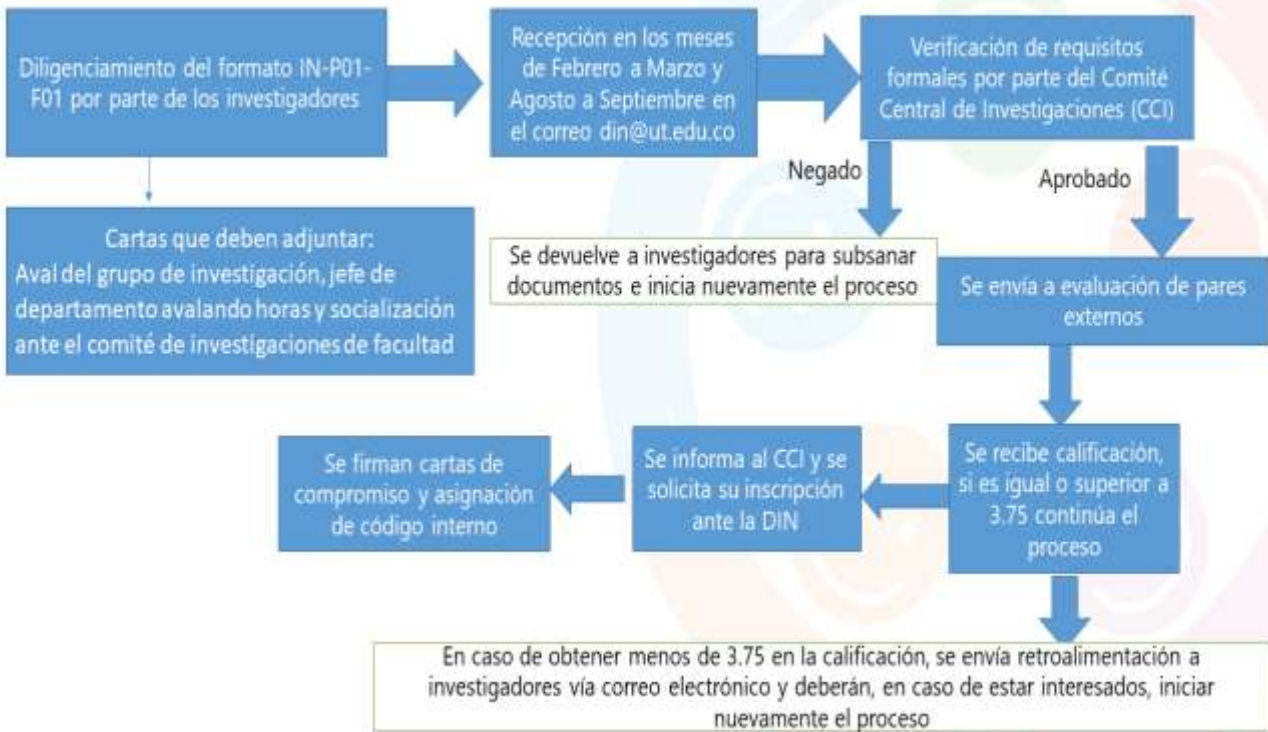 Diligenciamiento del formato IN-P01-
F01 por parte de los investigadores
Recepción en los meses
de Febrero a Marzo y
Agosto a Septiembre en
el correo din@ut.edu.co
Verificación de requisitos
formales por parte del Comité
Central de Investigaciones (CCI)
Negado
Aprobado
Cartas que deben adjuntar:
Aval del grupo de investigación, jefe de
departamento avalando horas y socialización
ante el comité de investigaciones de facultad
Se devuelve a investigadores para subsanar
documentos e inicia nuevamente el proceso
Se envía a evaluación de pares
externos
Se recibe calificación,
si es igual o superior a
3.75 continúa el
proceso
Se informa al CCI y se
solicita su inscripción
ante la DIN
Se firman cartas de
compromiso y asignación
de código interno
En caso de obtener menos de 3.75 en la calificación, se envía retroalimentación a
investigadores vía correo electrónico y deberán, en caso de estar interesados, iniciar
nuevamente el proceso